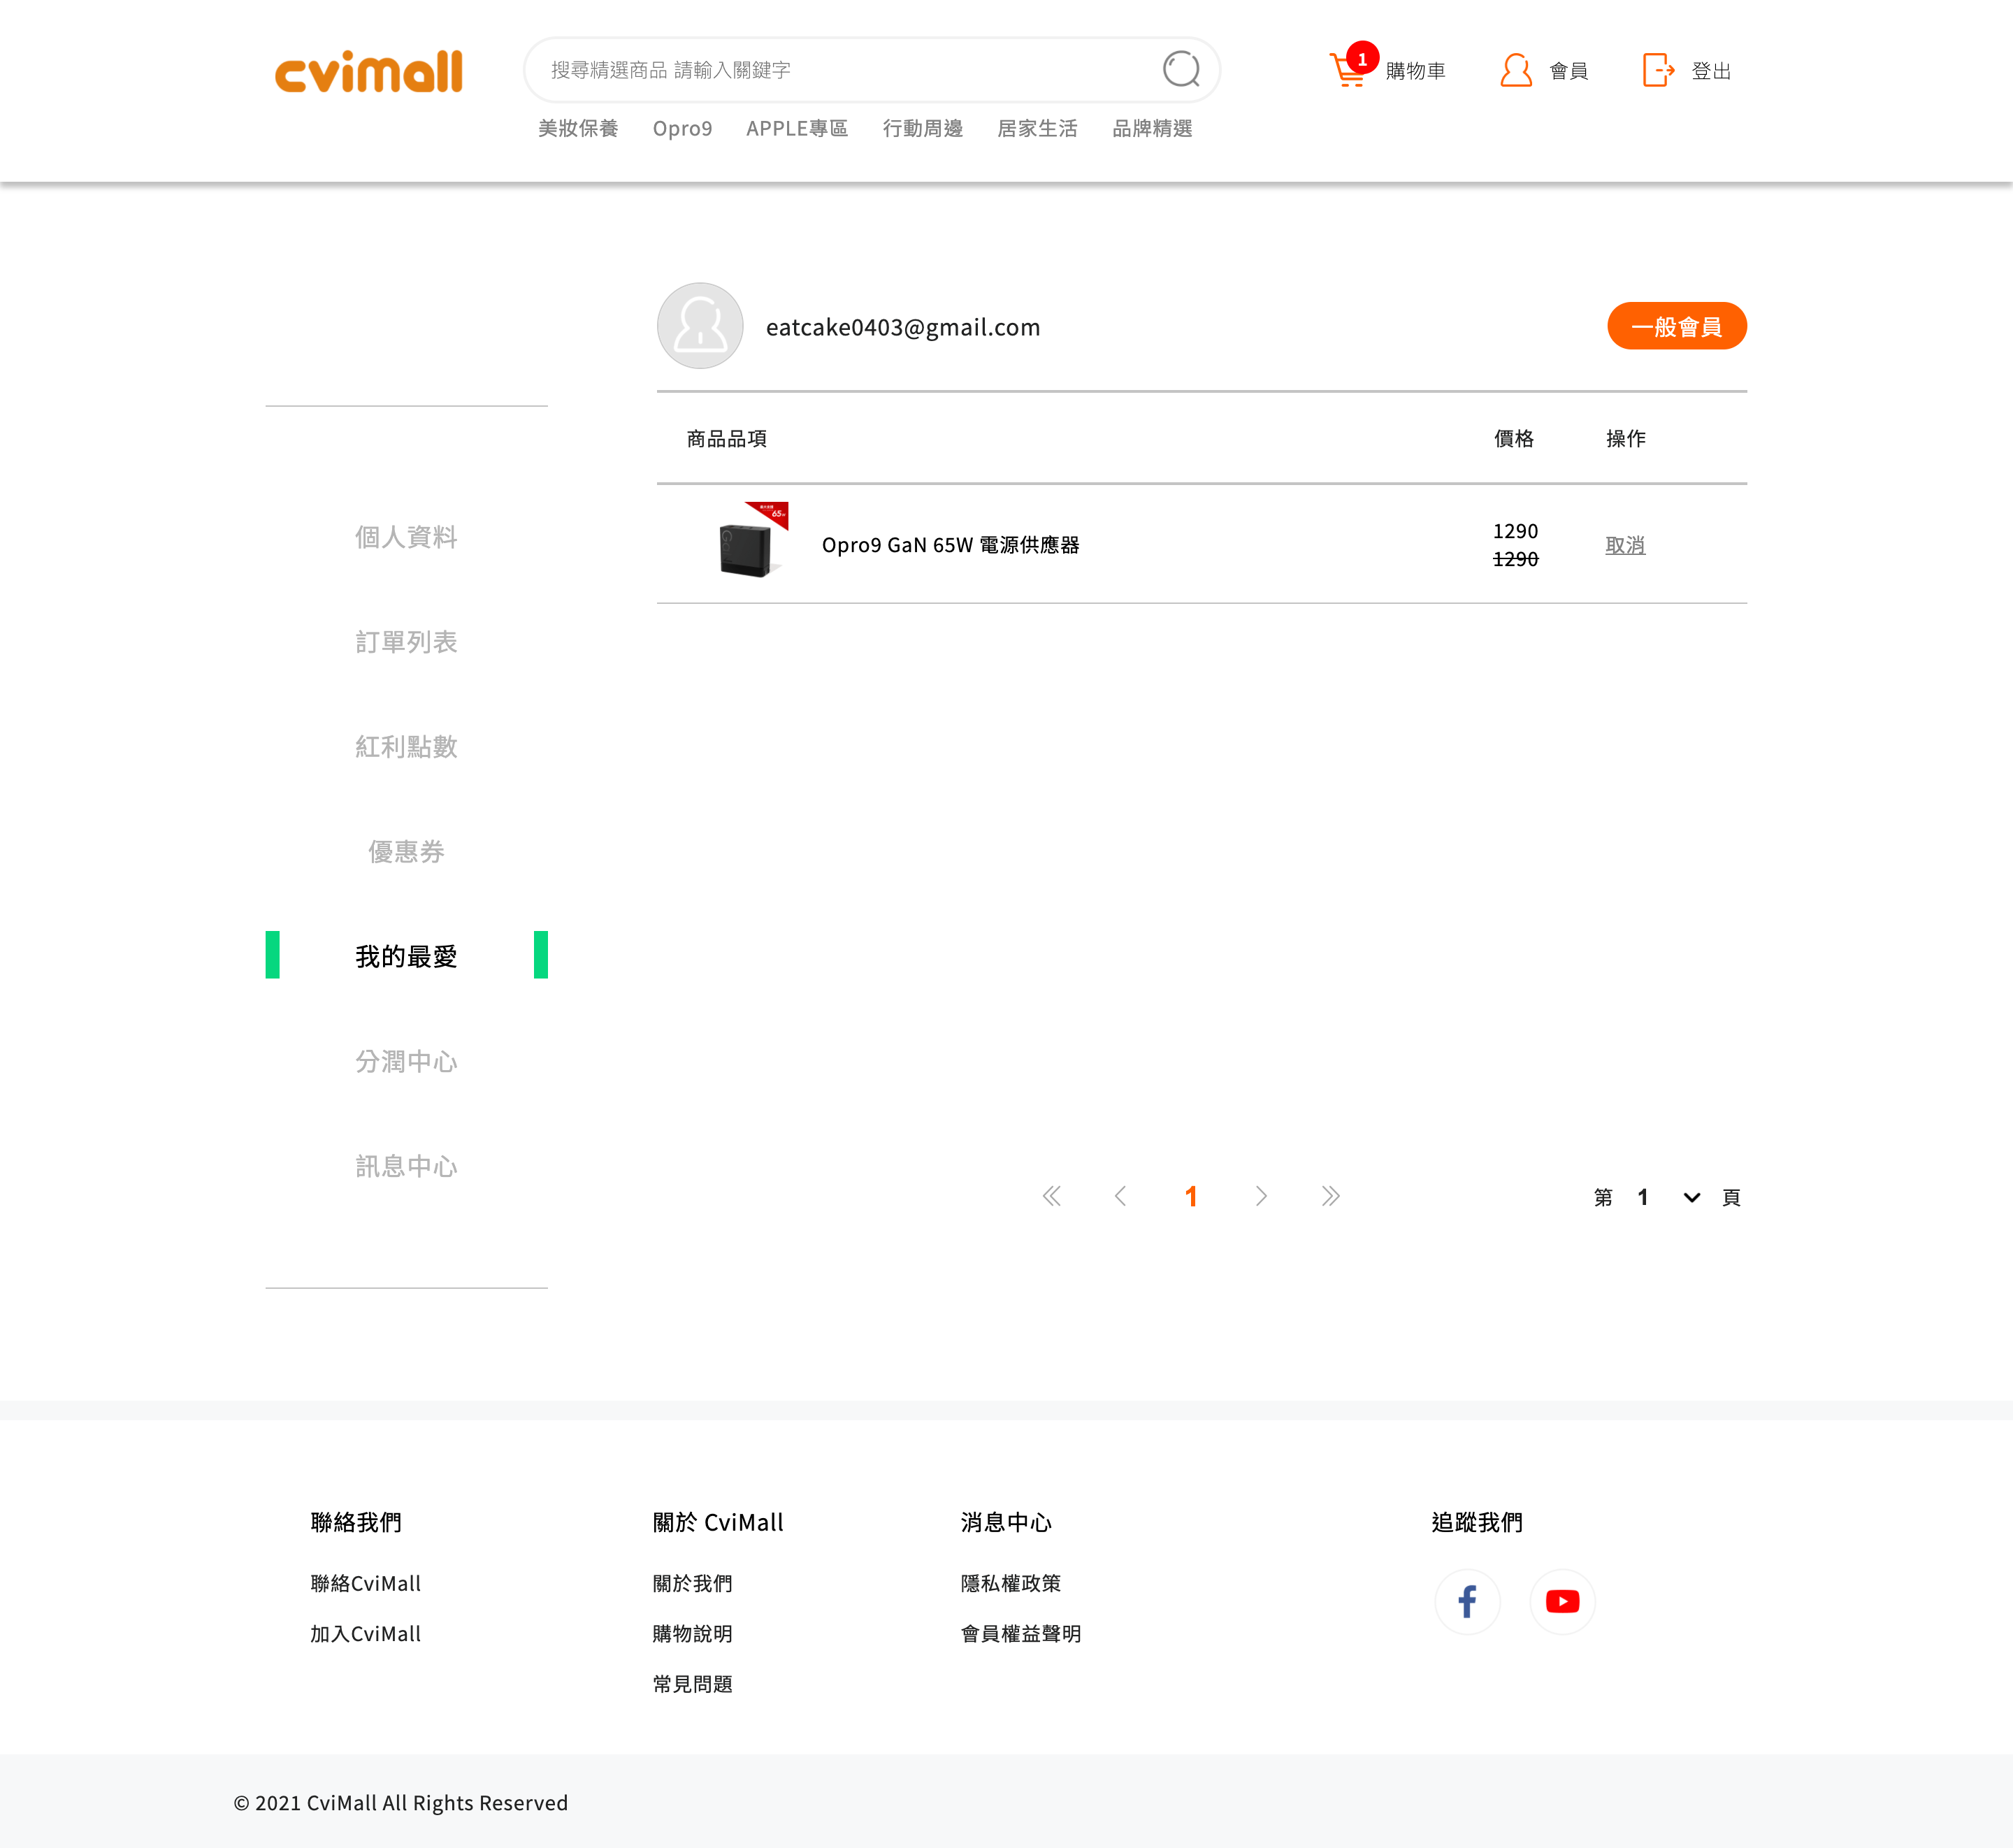 cvimall
搜尋精選商品 請輸入關鍵字
1
購物車
會員
登出
美妝保養 Opro9 APPLE專區 行動周邊 居家生活 品牌精選
eatcake0403@gmail.com
一般會員
商品品項 價格 操作
65W
Opro9 GaN 65W 電源供應器
1290
1290
取消
個人資料
訂單列表
紅利點數
優惠券
我的最愛
分潤中心
訊息中心
1
第 1 頁
聯絡我們
聯絡CviMall
加入CviMall
關於 CviMall
關於我們
購物說明
常見問題
消息中心
隱私權政策
會員權益聲明
追蹤我們
© 2021 CviMall All Rights Reserved